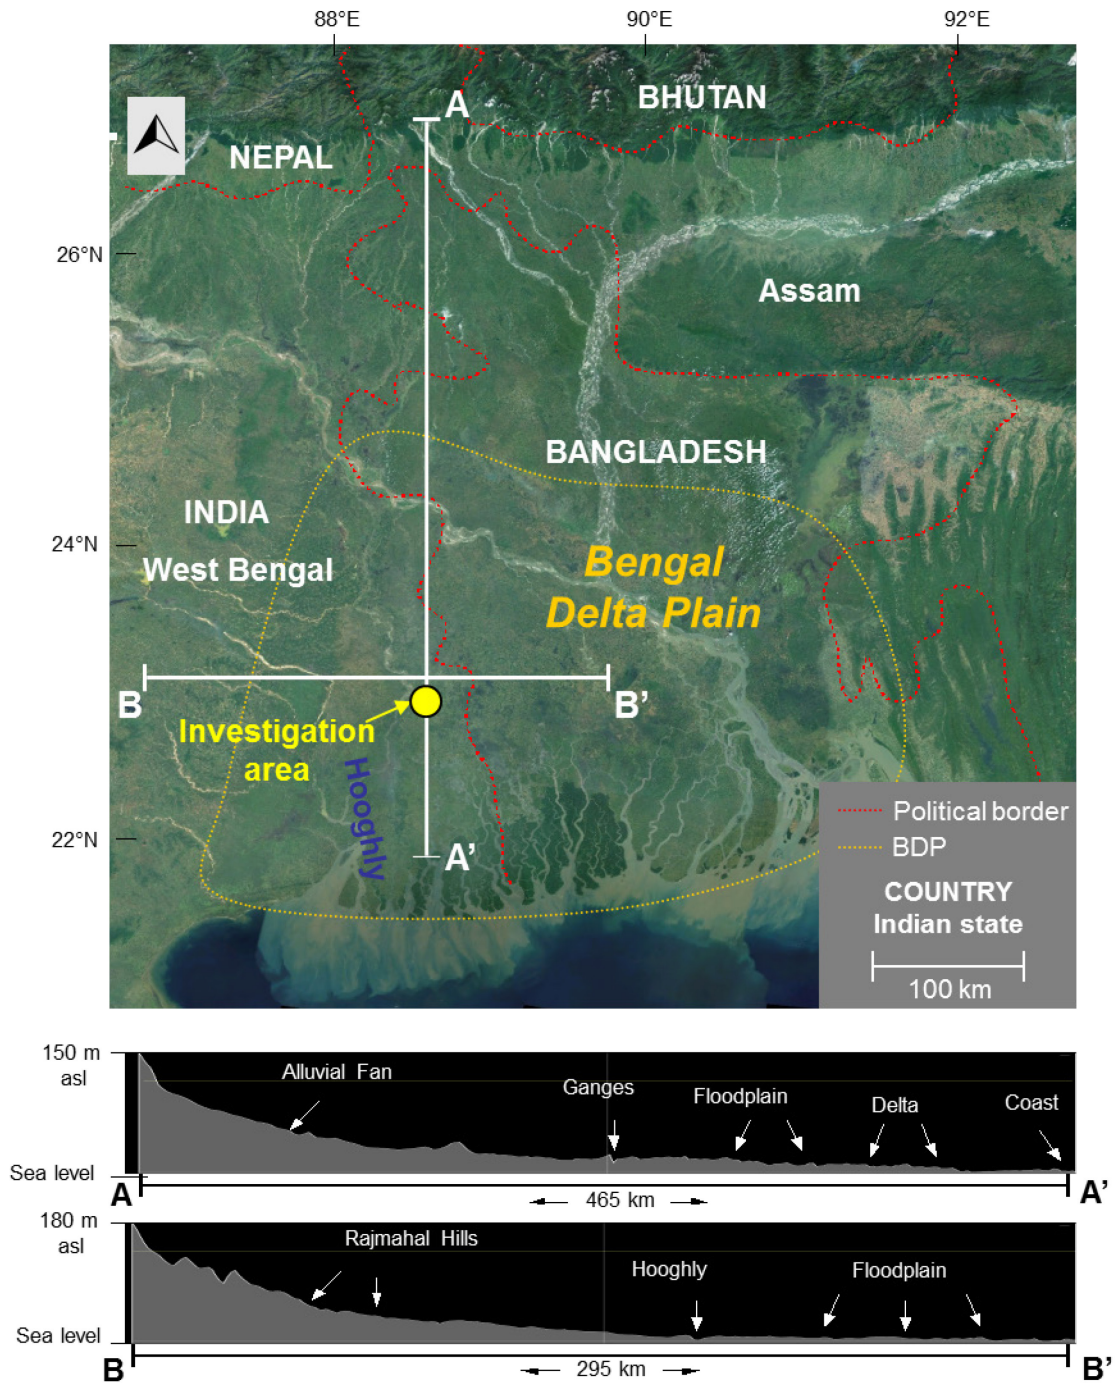 88°E 90°E 92°E
A
BHUTAN
NEPAL
26°N
Assam
BANGLADESH
INDIA
24°N
West Bengal
Bengal
Delta Plain
B B'
Investigation
area
Hooghly
22°N
A'
Political border
BDP
COUNTRY
Indian state
100 km
150 m
asl
Alluvial Fan
Ganges
Floodplain
Delta
Coast
Sea level
A A'
465 km
180 m
asl
Rajmahal Hills
Hooghly
Floodplain
Sea level
B B'
295 km